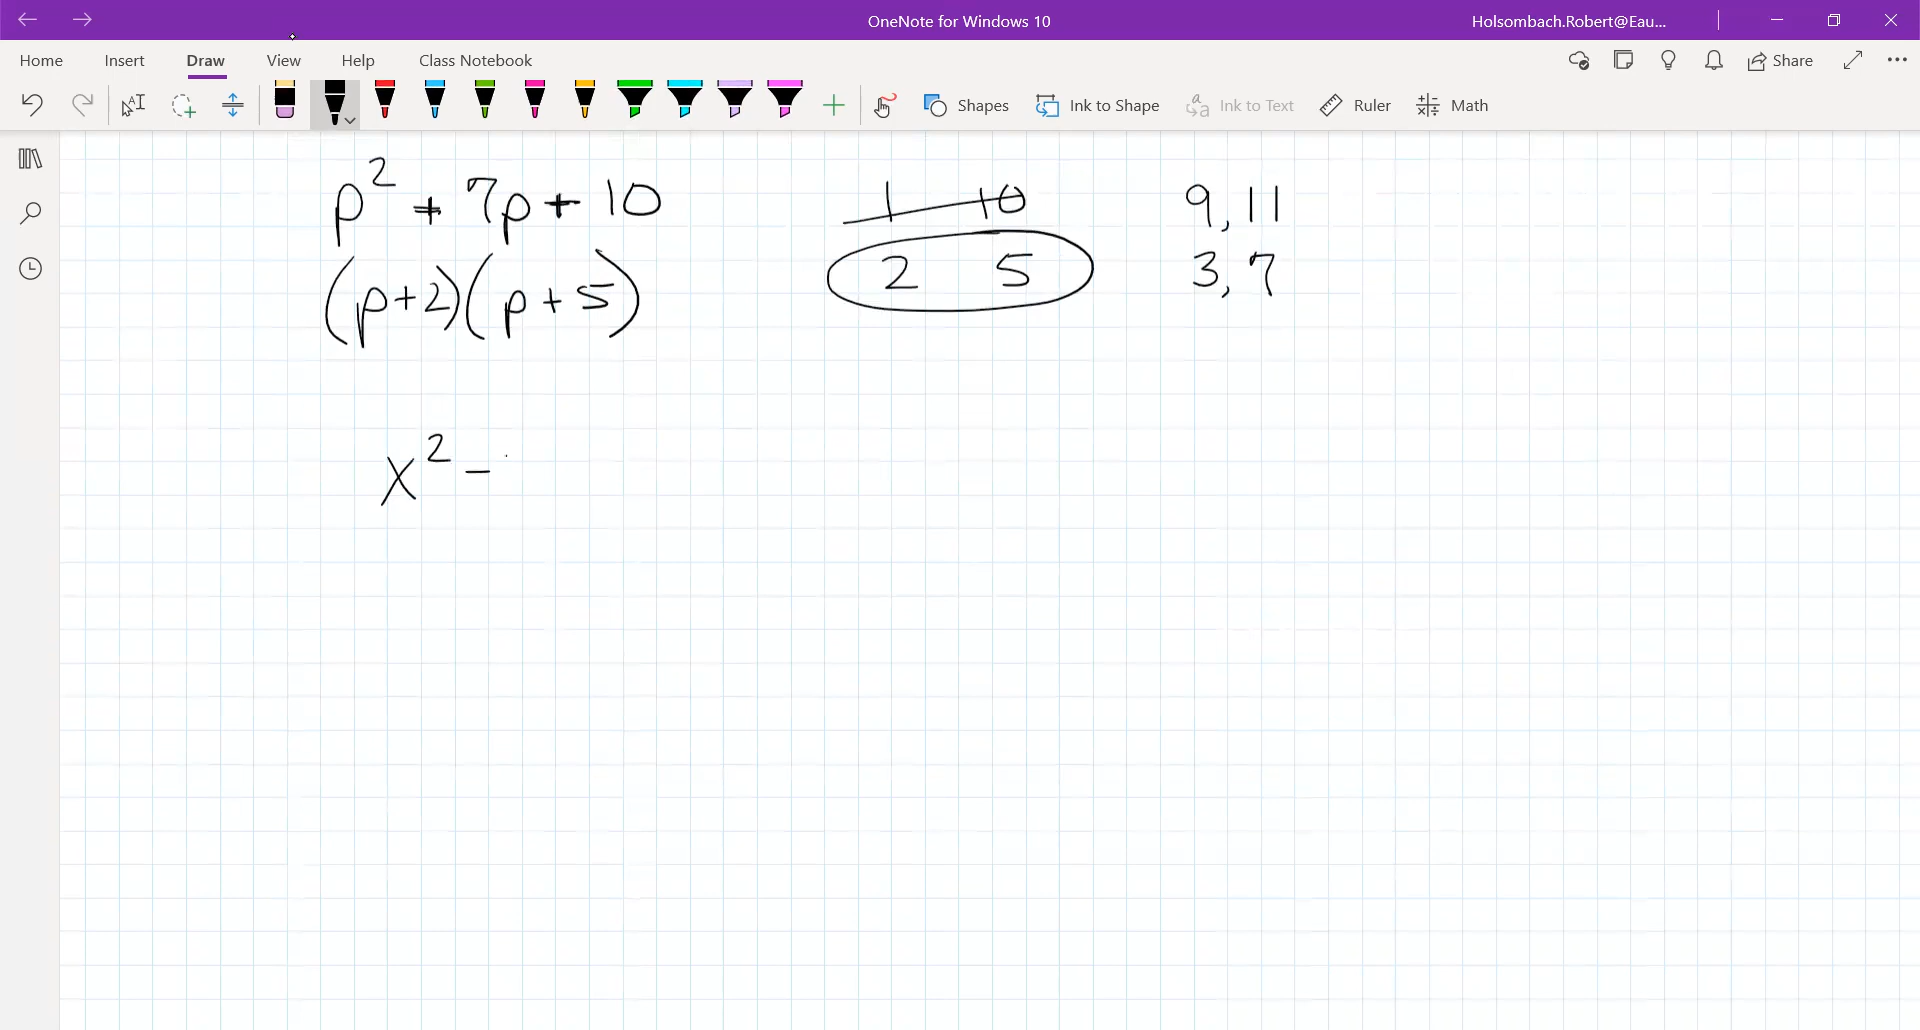 OneNote for Windows 10
Holsombach.Robert@Eau...
Home Insert Draw View Help Class Notebook
Share
Shapes Ink to Shape Ink to Text Ruler Math
p² + 7p + 10 1 10 9, 11
(p+2)(p+5) 2 5 3, 7
x² -